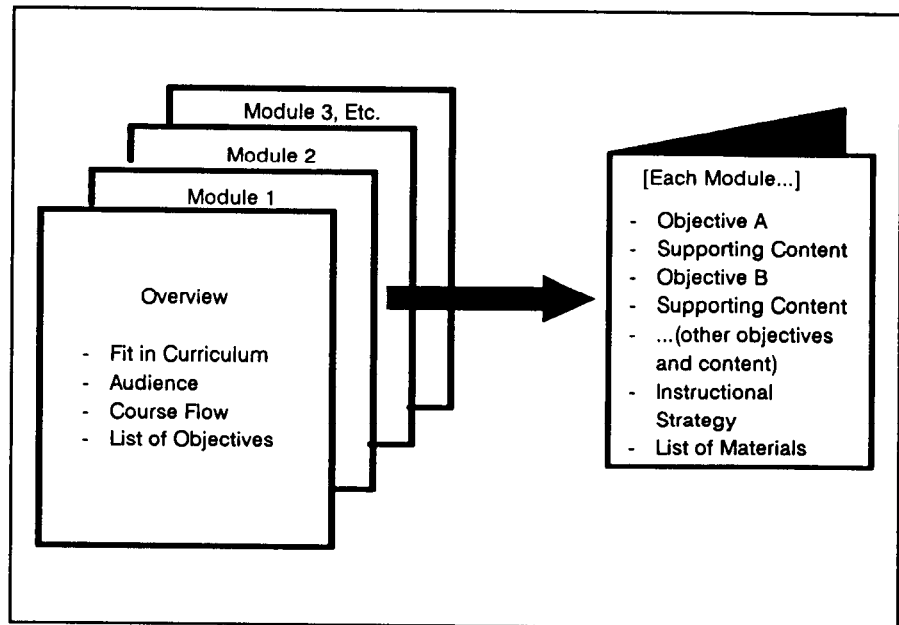 Module 3, Etc.
Module 2
Module 1
Overview
- Fit in Curriculum
- Audience
- Course Flow
- List of Objectives
[Each Module...]
- Objective A
- Supporting Content
- Objective B
- Supporting Content
- ...(other objectives
and content)
- Instructional
Strategy
- List of Materials